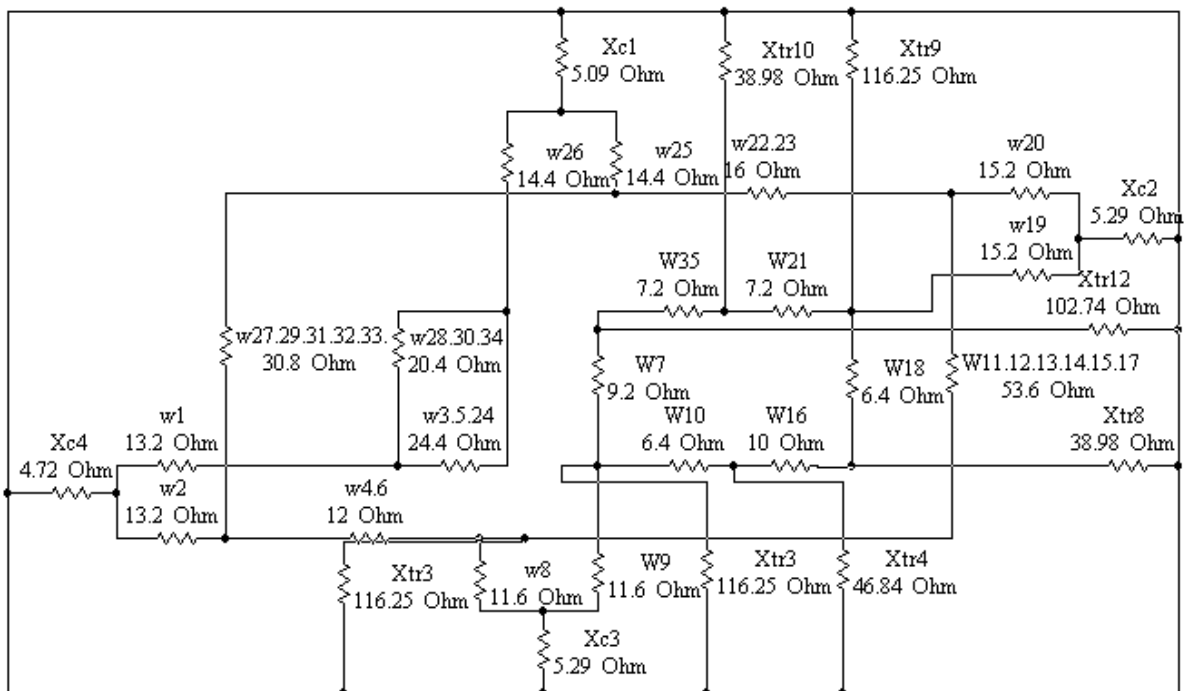 Xc1
5.09 Ohm
Xtr10
38.98 Ohm
Xtr9
116.25 Ohm
w26
14.4 Ohm
w25
14.4 Ohm
w22.23
16 Ohm
w20
15.2 Ohm
Xc2
5.29 Ohm
w19
15.2 Ohm
W35
7.2 Ohm
W21
7.2 Ohm
Xtr12
102.74 Ohm
w27.29.31.32.33.
30.8 Ohm
w28.30.34
20.4 Ohm
W7
9.2 Ohm
W18
6.4 Ohm
W11.12.13.14.15.17
53.6 Ohm
Xc4
4.72 Ohm
w1
13.2 Ohm
w3.5.24
24.4 Ohm
W10
6.4 Ohm
W16
10 Ohm
Xtr8
38.98 Ohm
w2
13.2 Ohm
w4.6
12 Ohm
Xtr3
116.25 Ohm
w8
11.6 Ohm
W9
11.6 Ohm
Xtr3
116.25 Ohm
Xtr4
46.84 Ohm
Xc3
5.29 Ohm